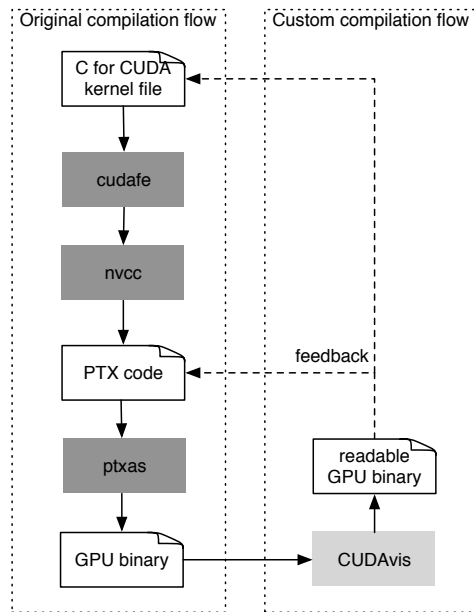 Original compilation flow
Custom compilation flow
C for CUDA
kernel file
cudafe
nvcc
feedback
PTX code
ptxas
readable
GPU binary
GPU binary
CUDAvis